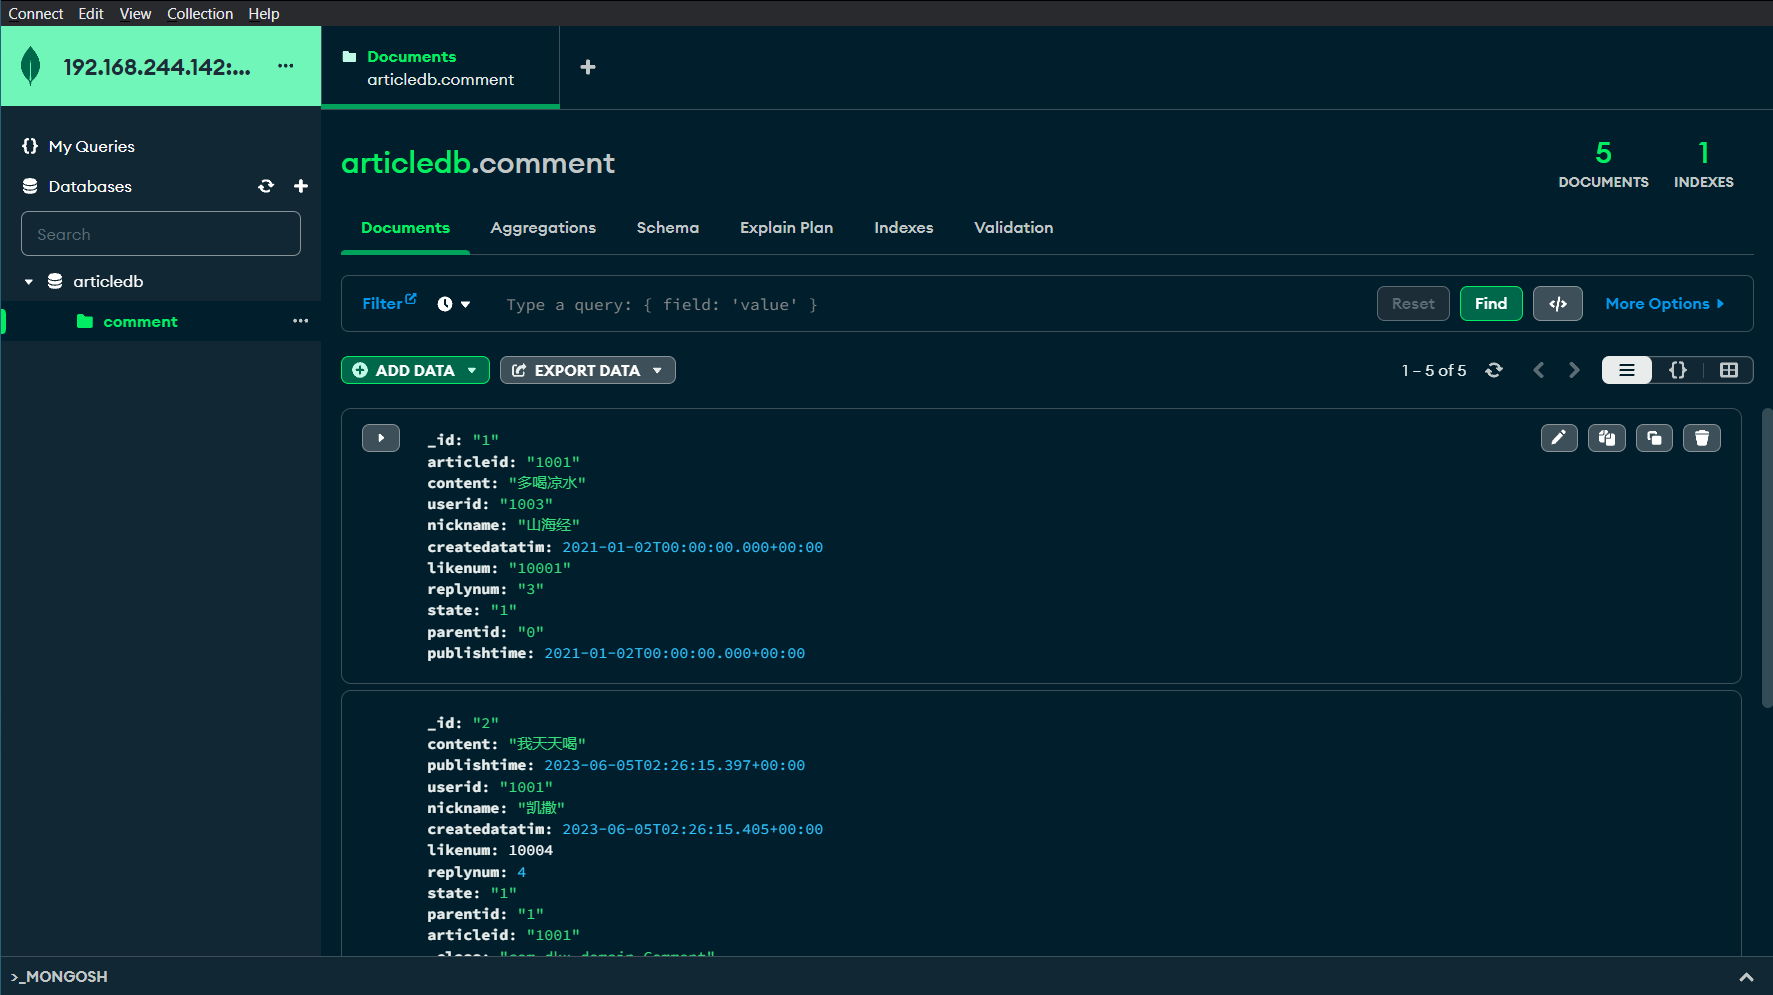 Connect Edit View Collection Help
192.168.244.142:...
Documents
articledb.comment
My Queries
Databases
Search
articledb
comment
articledb.comment
5
DOCUMENTS
1
INDEXES
Documents Aggregations Schema Explain Plan Indexes Validation
Filter Type a query: { field: 'value' } Reset Find </> More Options
ADD DATA EXPORT DATA 1 – 5 of 5 {}
_id: "1"
articleid: "1001"
content: "多喝凉水"
userid: "1003"
nickname: "山海经"
createdatatim: 2021-01-02T00:00:00.000+00:00
likenum: "10001"
replynum: "3"
state: "1"
parentid: "0"
publishtime: 2021-01-02T00:00:00.000+00:00
_id: "2"
content: "我天天喝"
publishtime: 2023-06-05T02:26:15.397+00:00
userid: "1001"
nickname: "凯撒"
createdatatim: 2023-06-05T02:26:15.405+00:00
likenum: 10004
replynum: 4
state: "1"
parentid: "1"
articleid: "1001"
>_MONGOSH